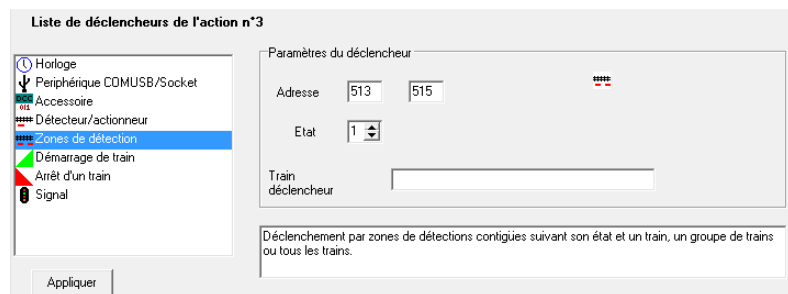 Liste de déclencheurs de l'action n°3
Horloge
Periphérique COMUSB/Socket
Accessoire
Détecteur/actionneur
Zones de détection
Démarrage de train
Arrêt d'un train
Signal
Appliquer
Paramètres du déclencheur
Adresse 513 515
Etat 1
Train
déclencheur
Déclenchement par zones de détections contigües suivant son état et un train, un groupe de trains
ou tous les trains.